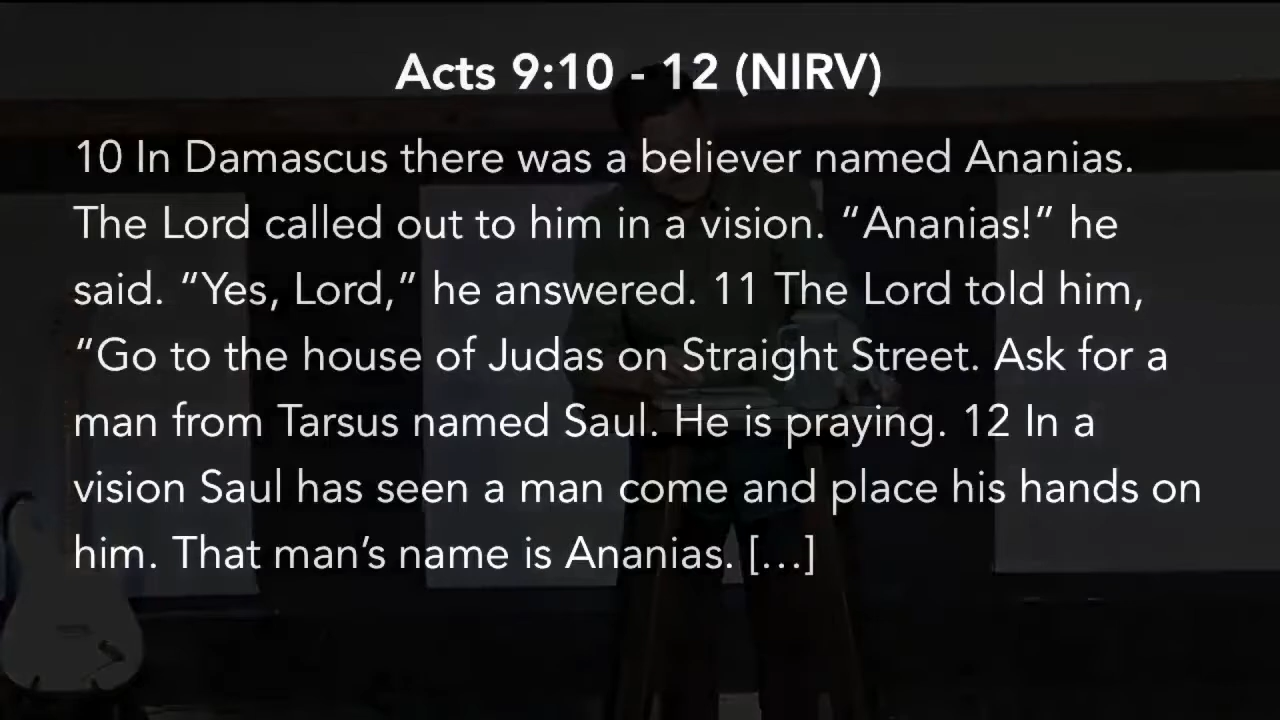 Acts 9:10 - 12 (NIRV)
10 In Damascus there was a believer named Ananias.
The Lord called out to him in a vision. “Ananias!” he
said. “Yes, Lord,” he answered. 11 The Lord told him,
“Go to the house of Judas on Straight Street. Ask for a
man from Tarsus named Saul. He is praying. 12 In a
vision Saul has seen a man come and place his hands on
him. That man’s name is Ananias. […]